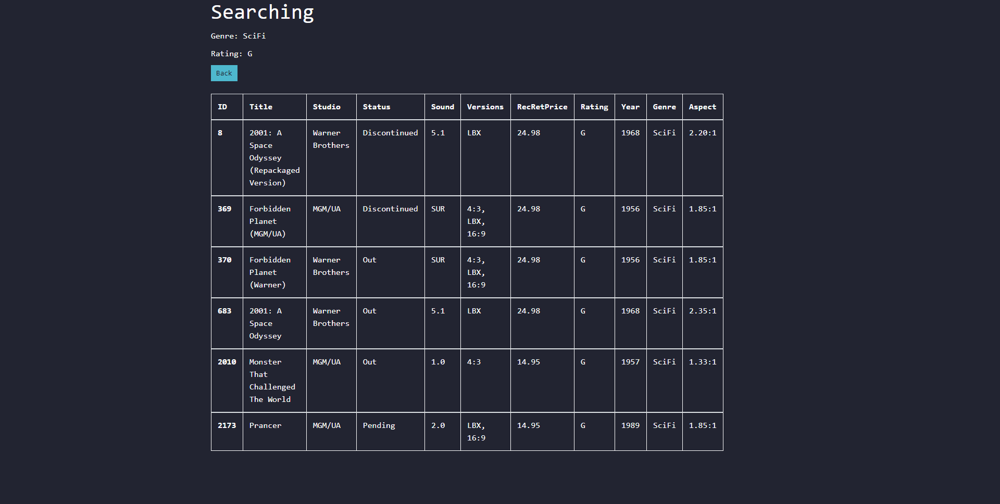 Searching
Genre: SciFi
Rating: G
Back
ID Title Studio Status Sound Versions RecRetPrice Rating Year Genre Aspect
8 2001: A Warner Discontinued 5.1 LBX 24.98 G 1968 SciFi 2.20:1
Space Brothers
Odyssey
(Repackaged
Version)
369 Forbidden MGM/UA Discontinued SUR 4:3, 24.98 G 1956 SciFi 1.85:1
Planet LBX,
(MGM/UA) 16:9
370 Forbidden Warner Out SUR 4:3, 24.98 G 1956 SciFi 1.85:1
Planet Brothers LBX,
(Warner) 16:9
683 2001: A Warner Out 5.1 LBX 24.98 G 1968 SciFi 2.35:1
Space Brothers
Odyssey
2010 Monster MGM/UA Out 1.0 4:3 14.95 G 1957 SciFi 1.33:1
That
Challenged
The World
2173 Prancer MGM/UA Pending 2.0 LBX, 14.95 G 1989 SciFi 1.85:1
16:9